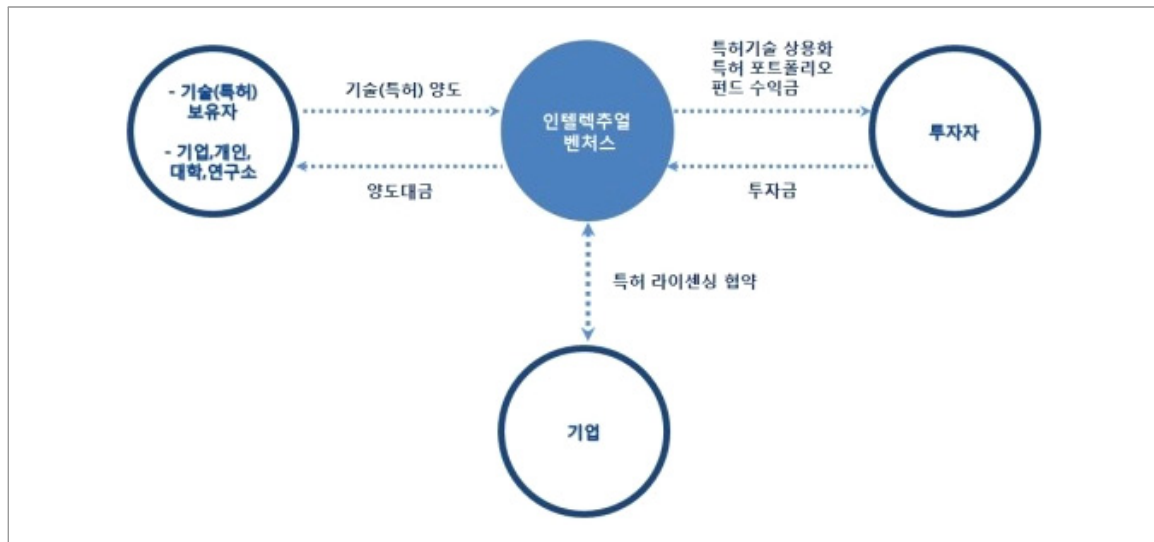 - 기술(특허)
보유자
- 기업,개인,
대학,연구소
기술(특허) 양도
양도대금
인텔렉추얼
벤처스
특허기술 상용화
특허 포트폴리오
펀드 수익금
투자금
투자자
특허 라이센싱 협약
기업